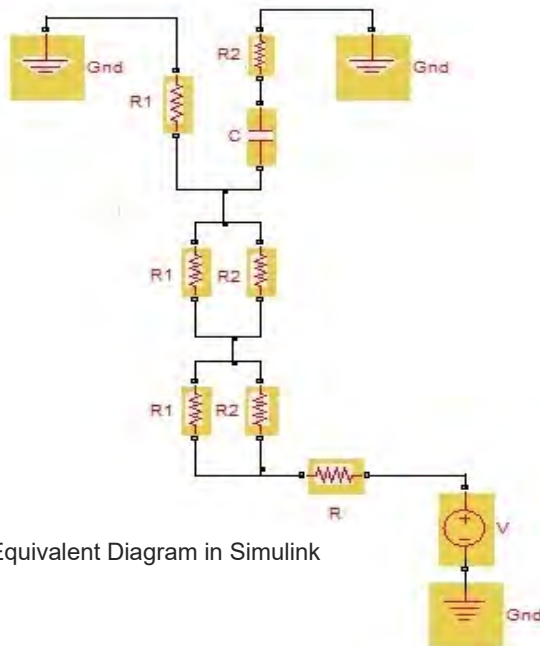 R2
Gnd
Gnd
R1
C
R1
R2
R1
R2
R
Equivalent Diagram in Simulink
V
Gnd